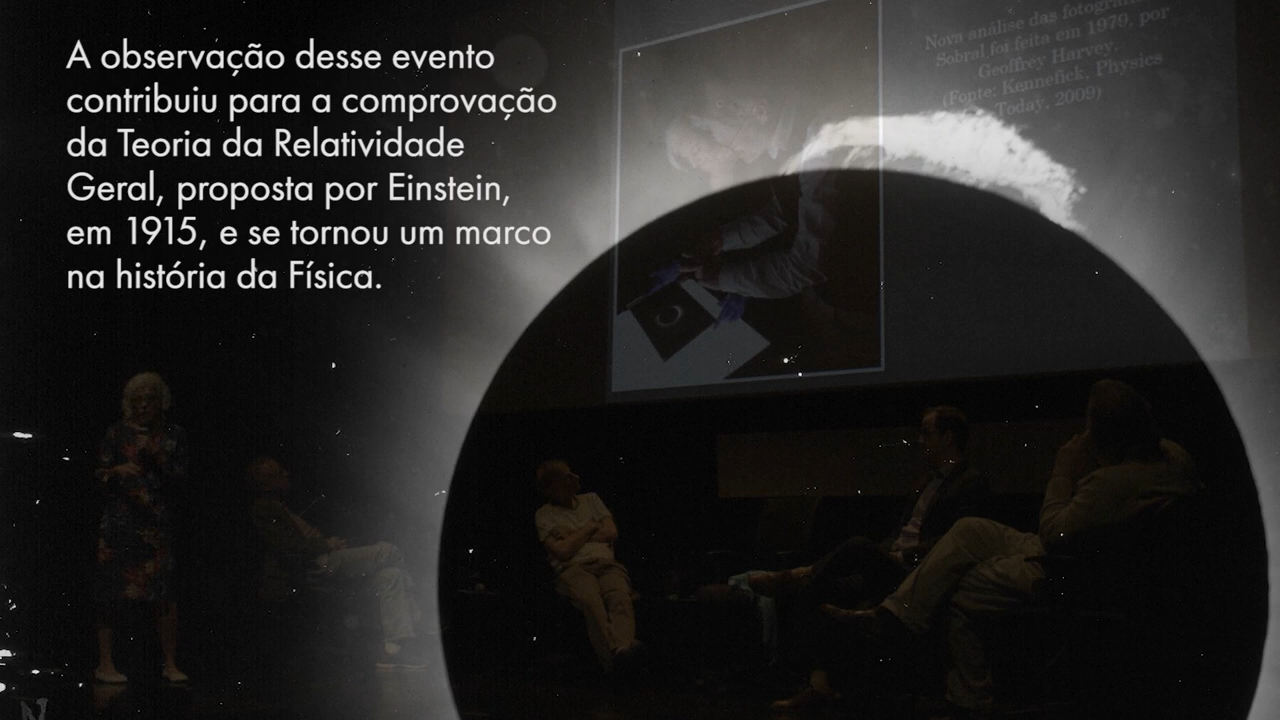 A observação desse evento
contribuiu para a comprovação
da Teoria da Relatividade
Geral, proposta por Einstein,
em 1915, e se tornou um marco
na história da Física.
Nova análise das fotografias
Sobral foi feita em 1979, por
Geoffrey Harvey.
(Fonte: Kennefick, Physics
Today, 2009)
N